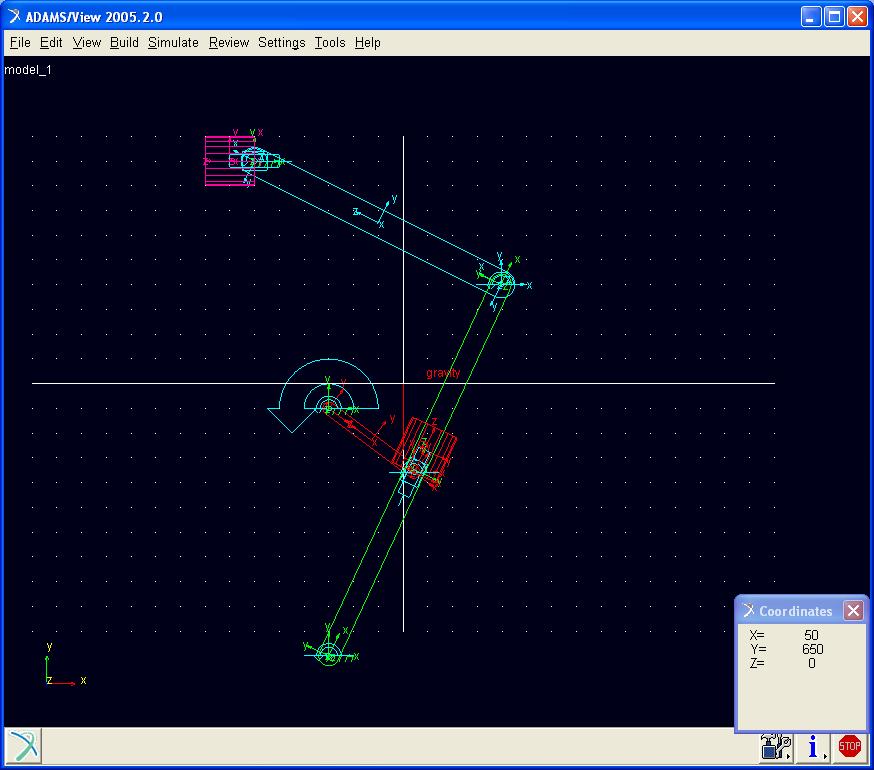 ADAMS/View 2005.2.0
File Edit View Build Simulate Review Settings Tools Help
model_1
gravity
y
z x
Coordinates
X= 50
Y= 650
Z= 0
i
STOP